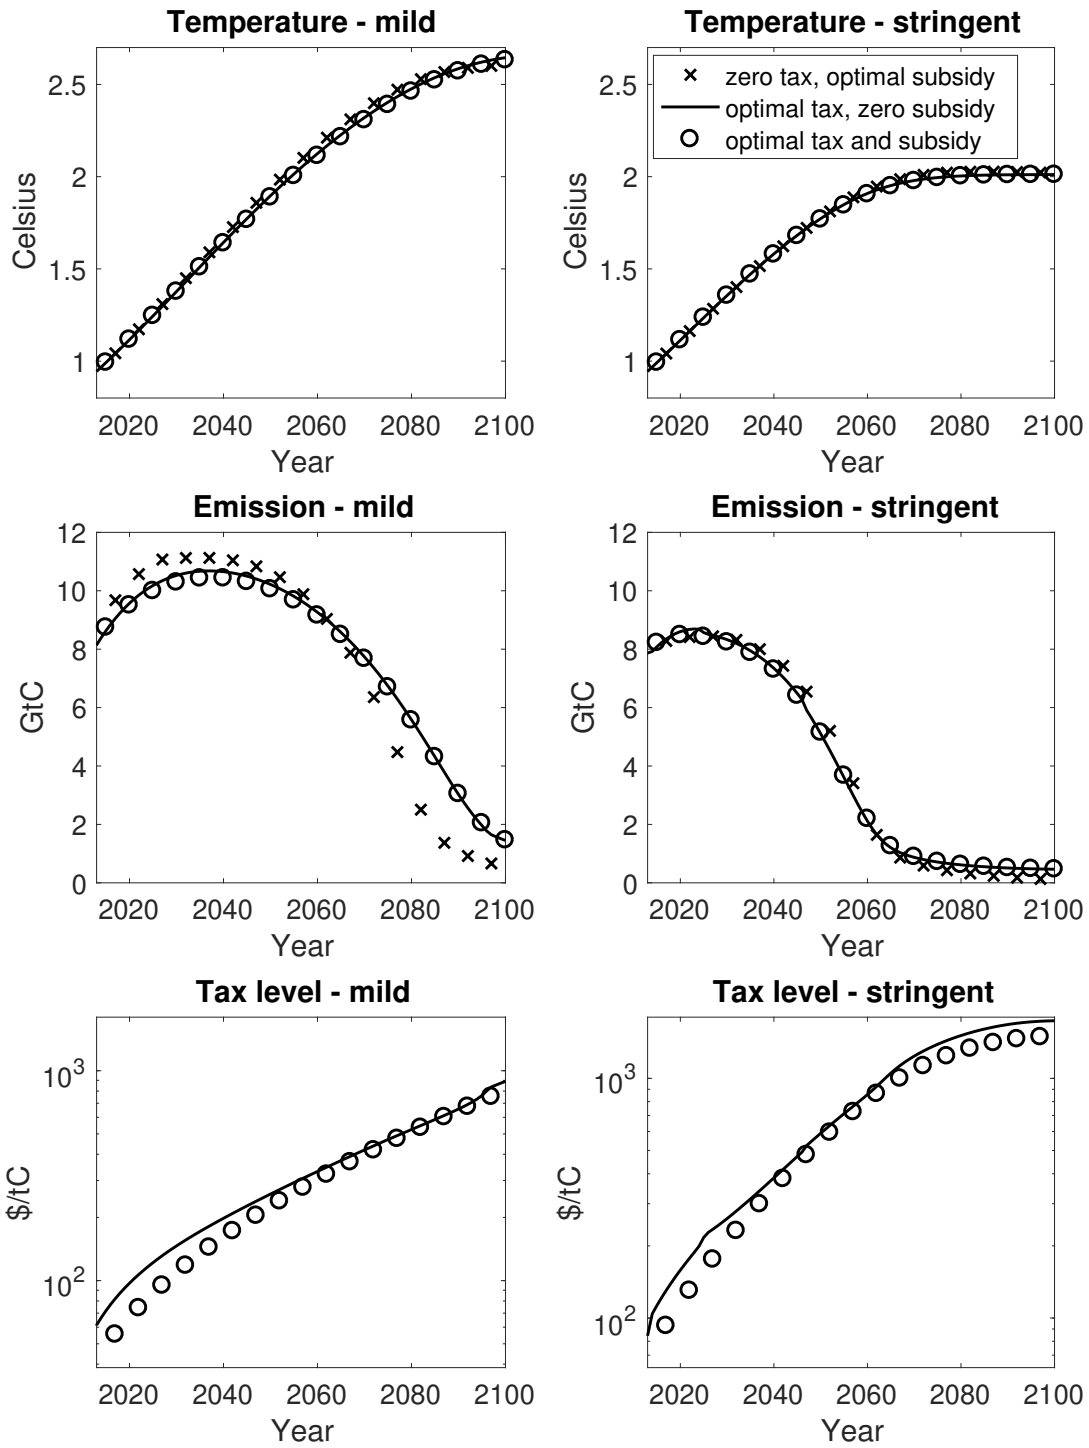 Temperature - mild
2.5
2
1.5
1
Celsius
2020 2040 2060 2080 2100
Year
Temperature - stringent
zero tax, optimal subsidy
optimal tax, zero subsidy
optimal tax and subsidy
2.5
2
1.5
1
Celsius
2020 2040 2060 2080 2100
Year
Emission - mild
12
10
8
6
4
2
0
GtC
2020 2040 2060 2080 2100
Year
Emission - stringent
12
10
8
6
4
2
0
GtC
2020 2040 2060 2080 2100
Year
Tax level - mild
10³
10²
$/tC
2020 2040 2060 2080 2100
Year
Tax level - stringent
10³
10²
$/tC
2020 2040 2060 2080 2100
Year